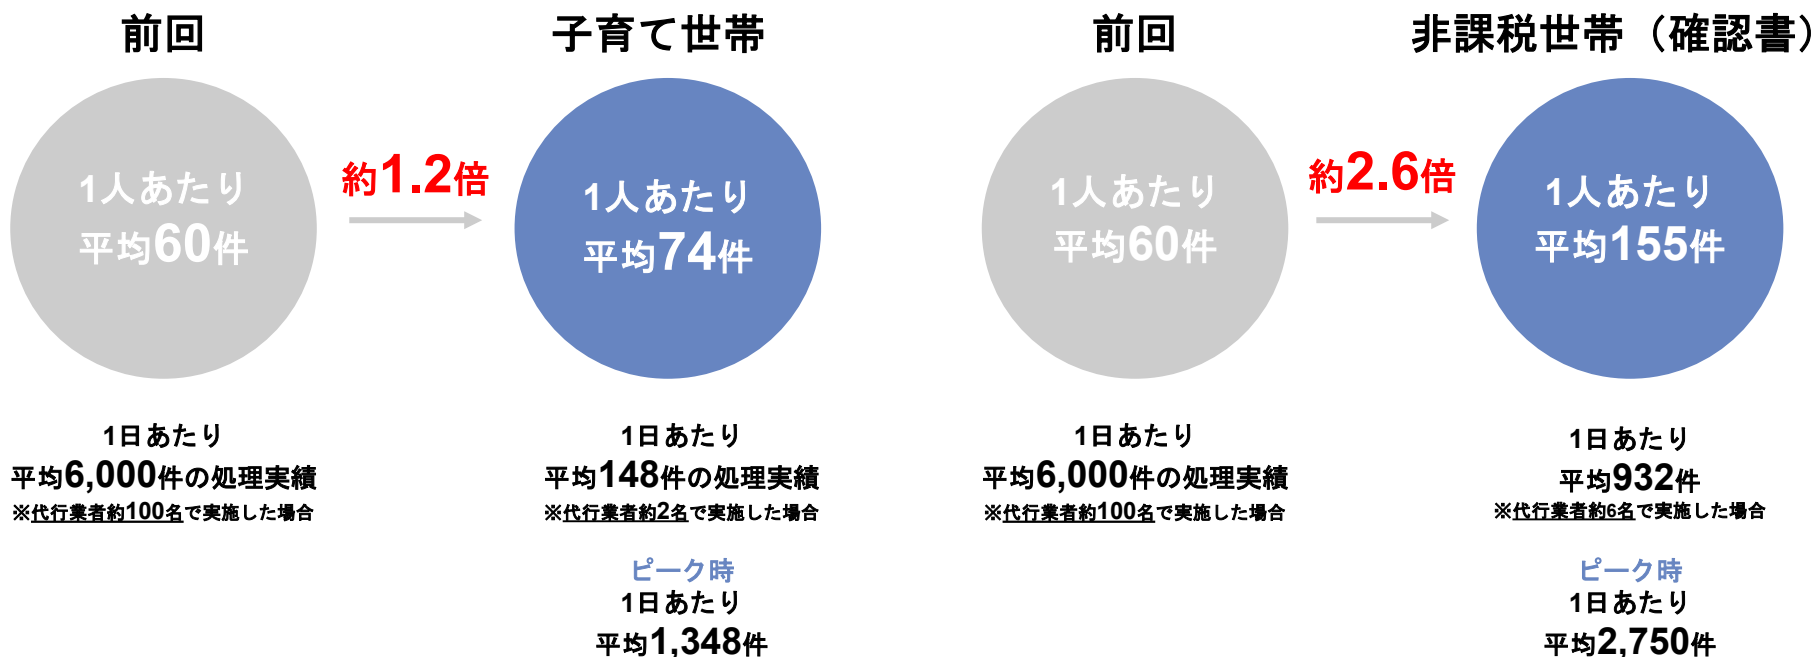 前回
1人あたり
平均60件
1日あたり
平均6,000件の処理実績
※代行業者約100名で実施した場合
約1.2倍
子育て世帯
1人あたり
平均74件
1日あたり
平均148件の処理実績
※代行業者約2名で実施した場合
ピーク時
1日あたり
平均1,348件
前回
1人あたり
平均60件
1日あたり
平均6,000件の処理実績
※代行業者約100名で実施した場合
約2.6倍
非課税世帯（確認書）
1人あたり
平均155件
1日あたり
平均932件
※代行業者約6名で実施した場合
ピーク時
1日あたり
平均2,750件